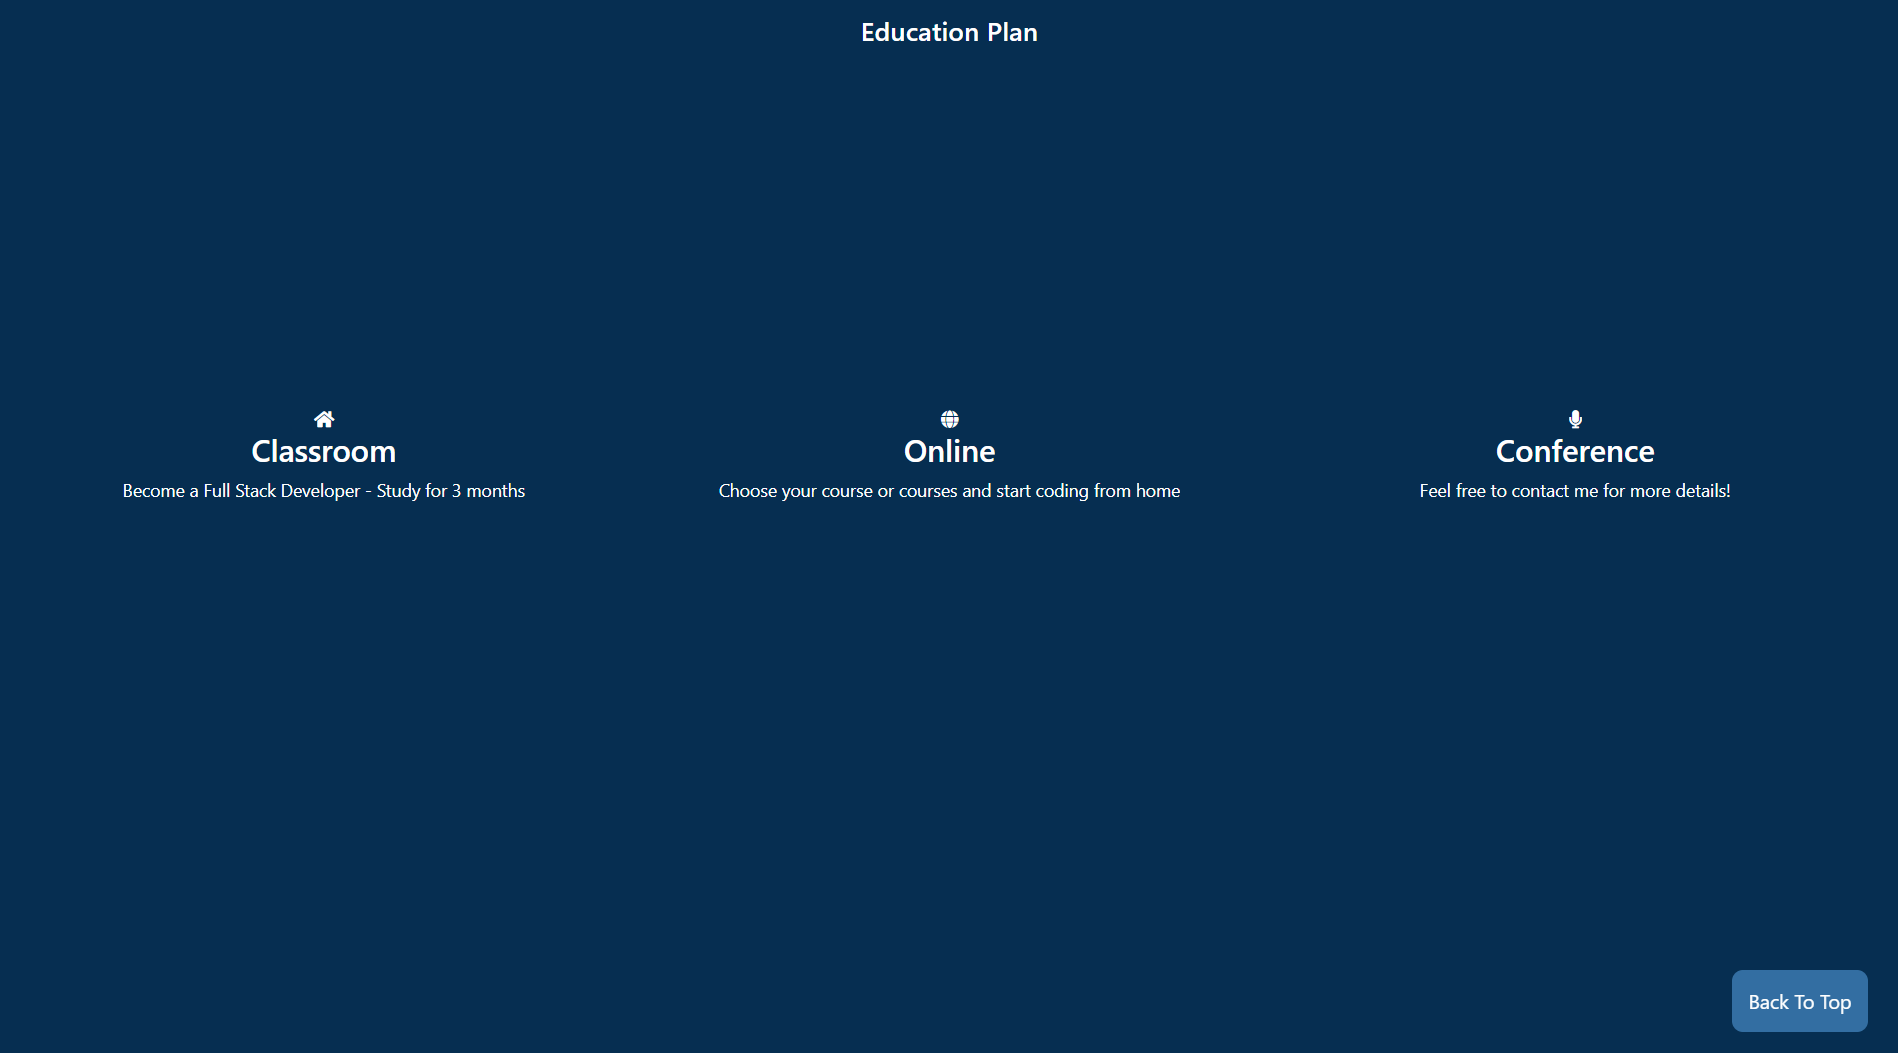 Education Plan
Classroom
Become a Full Stack Developer - Study for 3 months
Online
Choose your course or courses and start coding from home
Conference
Feel free to contact me for more details!
Back To Top